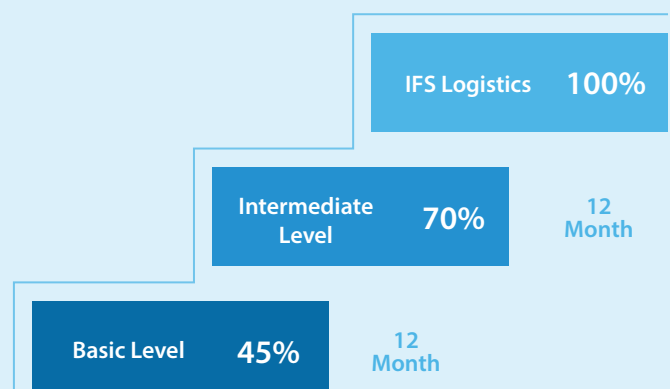 IFS Logistics 100%
Intermediate
Level
70%
12
Month
Basic Level 45%
12
Month